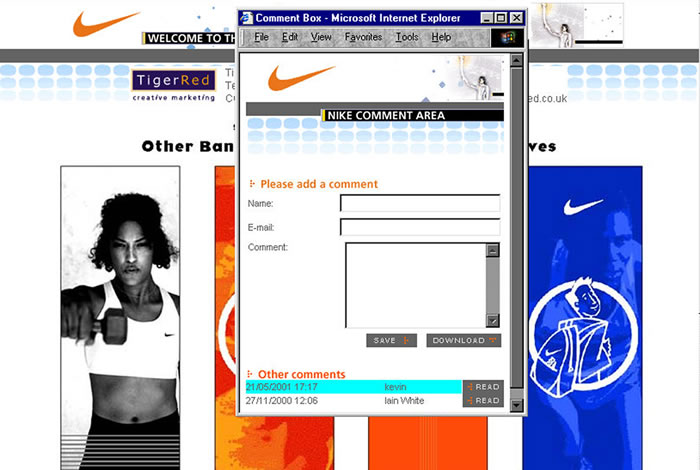 Comment Box - Microsoft Internet Explorer
File Edit View Favorites Tools Help
WELCOME TO TH
TigerRed
creative marketing
Ti
Te
red.co.uk
NIKE COMMENT AREA
Other Ban
ves
Please add a comment
Name:
E-mail:
Comment:
SAVE
DOWNLOAD
Other comments
21/05/2001 17:17 kevin READ
27/11/2000 12:06 Iain White READ